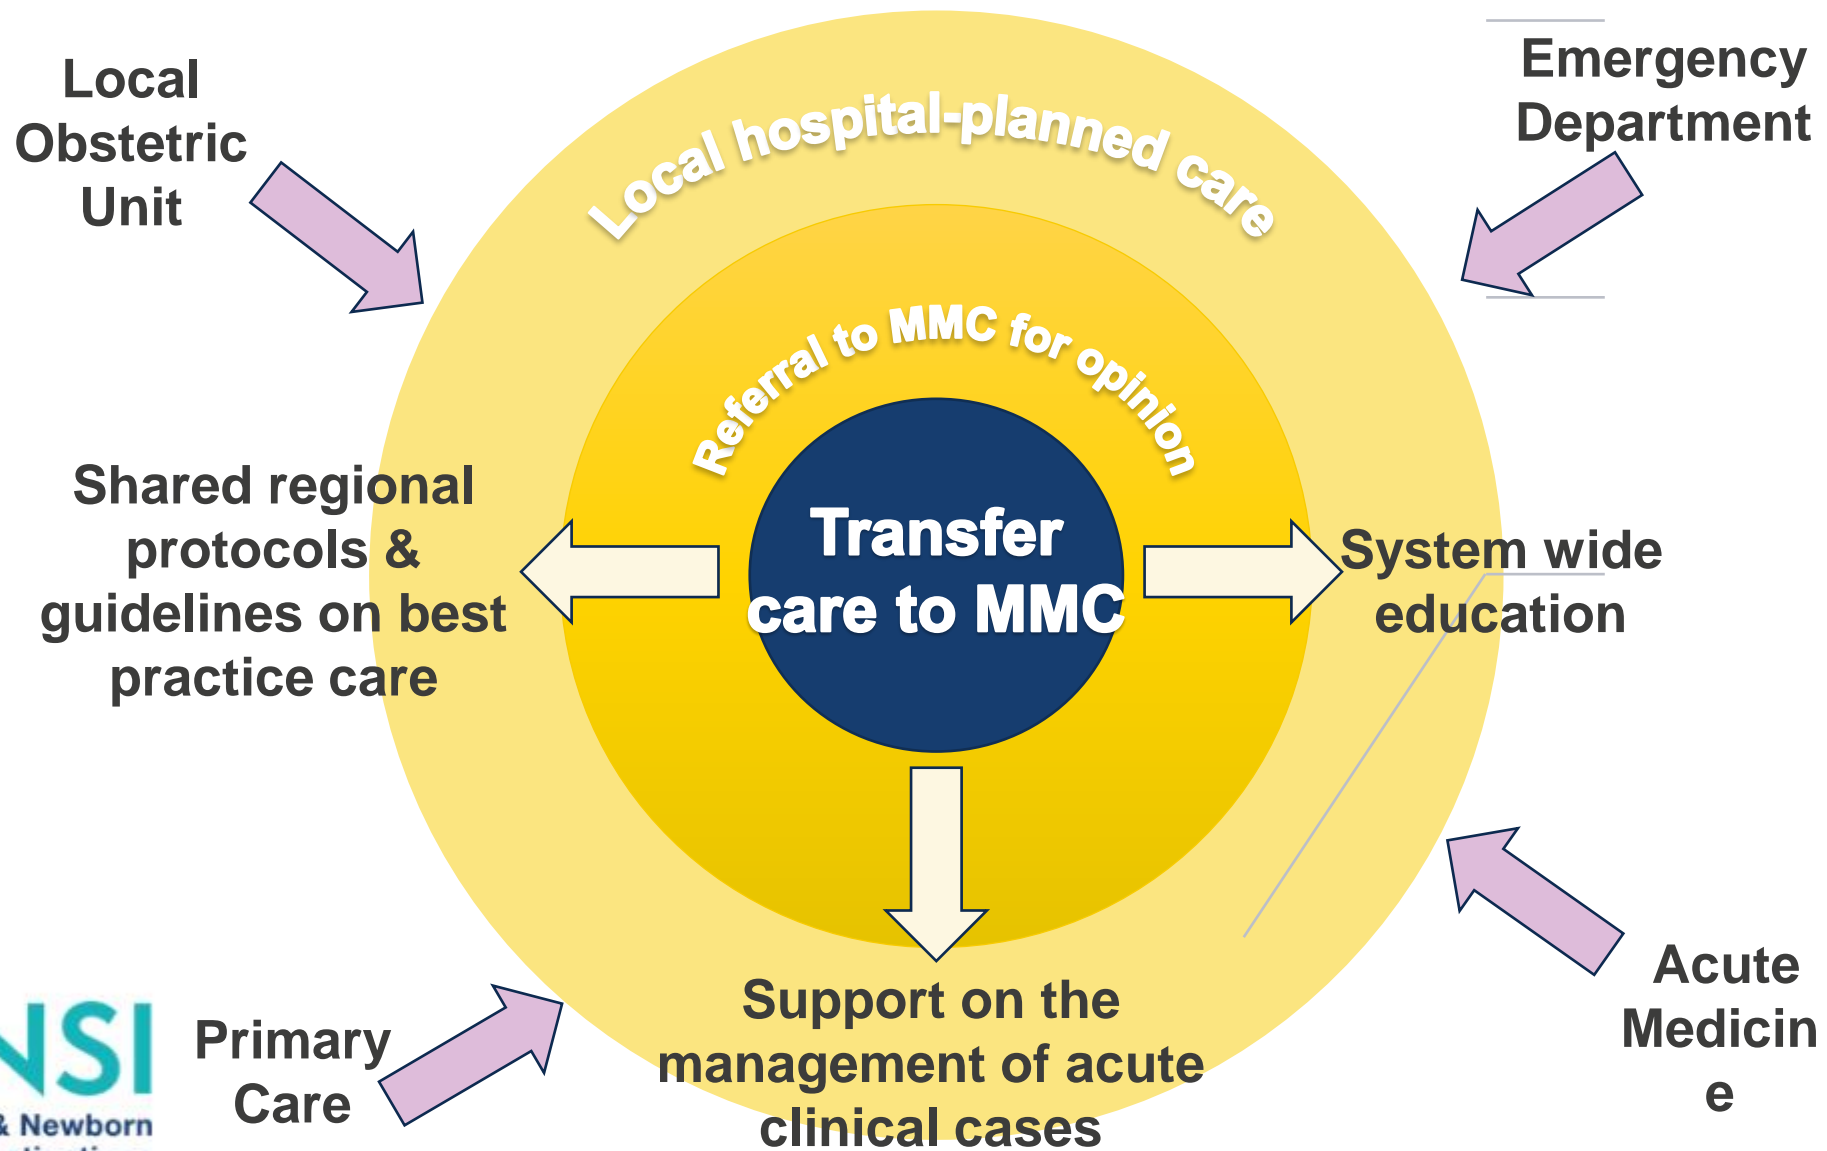 Local
Obstetric
Unit
Emergency
Department
Local hospital-planned care
Referral to MMC for opinion
Transfer
care to MMC
Shared regional
protocols &
guidelines on best
practice care
System wide
education
Support on the
management of acute
clinical cases
Primary
Care
Acute
Medicin
e
NSI
& Newborn